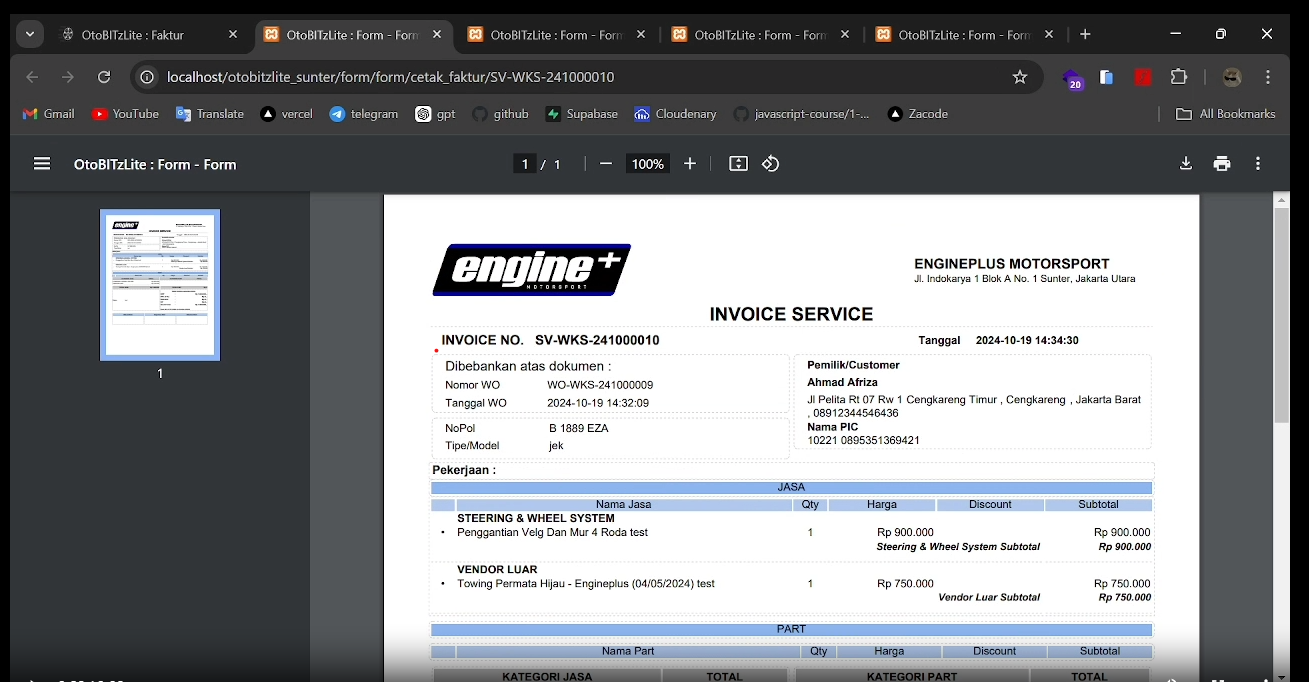 OtoBITzLite : Faktur
OtoBITzLite : Form - Form
OtoBITzLite : Form - Form
OtoBITzLite : Form - Form
OtoBITzLite : Form - Form
localhost/otobitzlite_sunter/form/form/cetak_faktur/SV-WKS-241000010
20
Gmail YouTube Translate vercel telegram gpt github Supabase Cloudenary javascript-course/1-... Zacode All Bookmarks
OtoBITzLite : Form - Form 1 / 1 100%
1
engine+
MOTORSPORT
ENGINEPLUS MOTORSPORT
Jl. Indokarya 1 Blok A No. 1 Sunter, Jakarta Utara
INVOICE SERVICE
INVOICE NO. SV-WKS-241000010
Tanggal 2024-10-19 14:34:30
Dibebankan atas dokumen :
Nomor WO WO-WKS-241000009
Tanggal WO 2024-10-19 14:32:09
NoPol B 1889 EZA
Tipe/Model jek
Pemilik/Customer
Ahmad Afriza
Jl Pelita Rt 07 Rw 1 Cengkareng Timur , Cengkareng , Jakarta Barat
, 08912344546436
Nama PIC
10221 0895351369421
Pekerjaan :
JASA
Nama Jasa Qty Harga Discount Subtotal
STEERING & WHEEL SYSTEM
• Penggantian Velg Dan Mur 4 Roda test 1 Rp 900.000 Rp 900.000
Steering & Wheel System Subtotal Rp 900.000
VENDOR LUAR
• Towing Permata Hijau - Engineplus (04/05/2024) test 1 Rp 750.000 Rp 750.000
Vendor Luar Subtotal Rp 750.000
PART
Nama Part Qty Harga Discount Subtotal
KATEGORI JASA TOTAL KATEGORI PART TOTAL